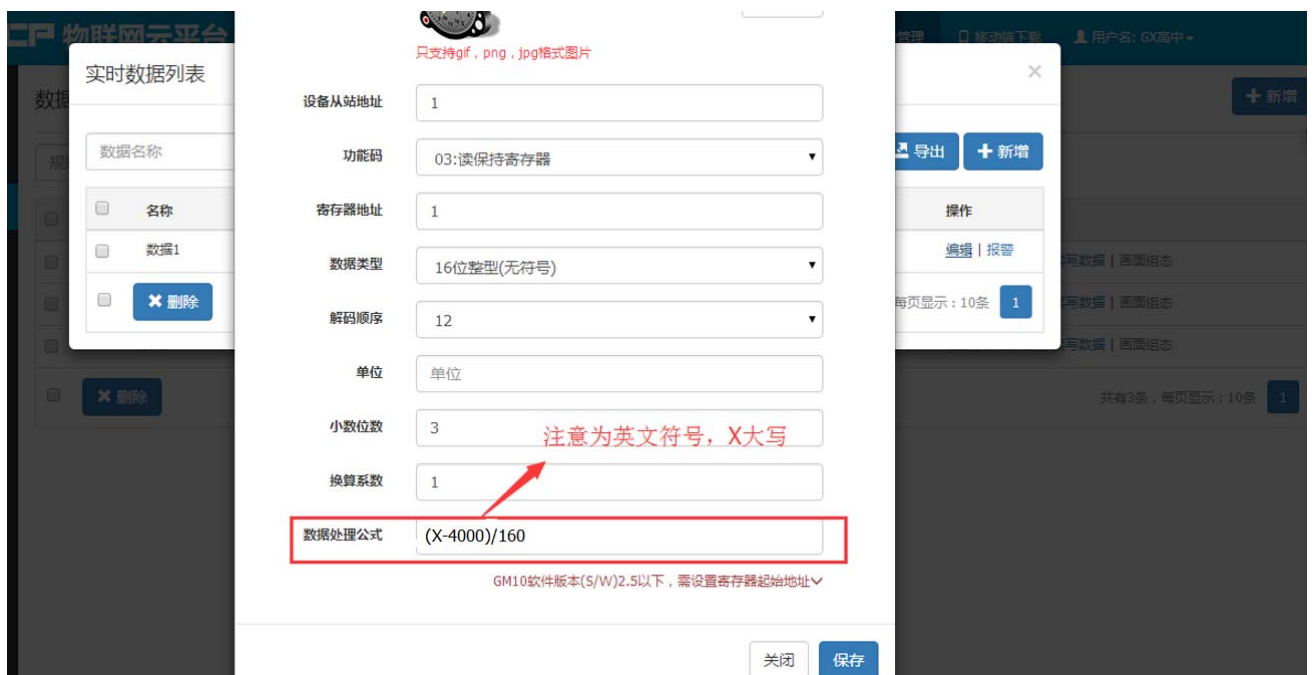 CP 物联网云平台
管理 移动端下载 用户名: GX高中
实时数据列表 ×
只支持gif，png，jpg格式图片
数据
+ 新增
设备从站地址 1
数据名称
功能码 03:读保持寄存器
导出 + 新增
寄存器地址 1
名称
操作
数据类型 16位整型(无符号)
数据1
编辑 | 报警
写数据 | 画面组态
✖ 删除
每页显示：10条 1
写数据 | 画面组态
解码顺序 12
写数据 | 画面组态
单位 单位
✖ 删除
共有3条，每页显示：10条 1
小数位数 3
注意为英文符号，X大写
换算系数 1
数据处理公式 (X-4000)/160
GM10软件版本(S/W)2.5以下，需设置寄存器起始地址
关闭 保存